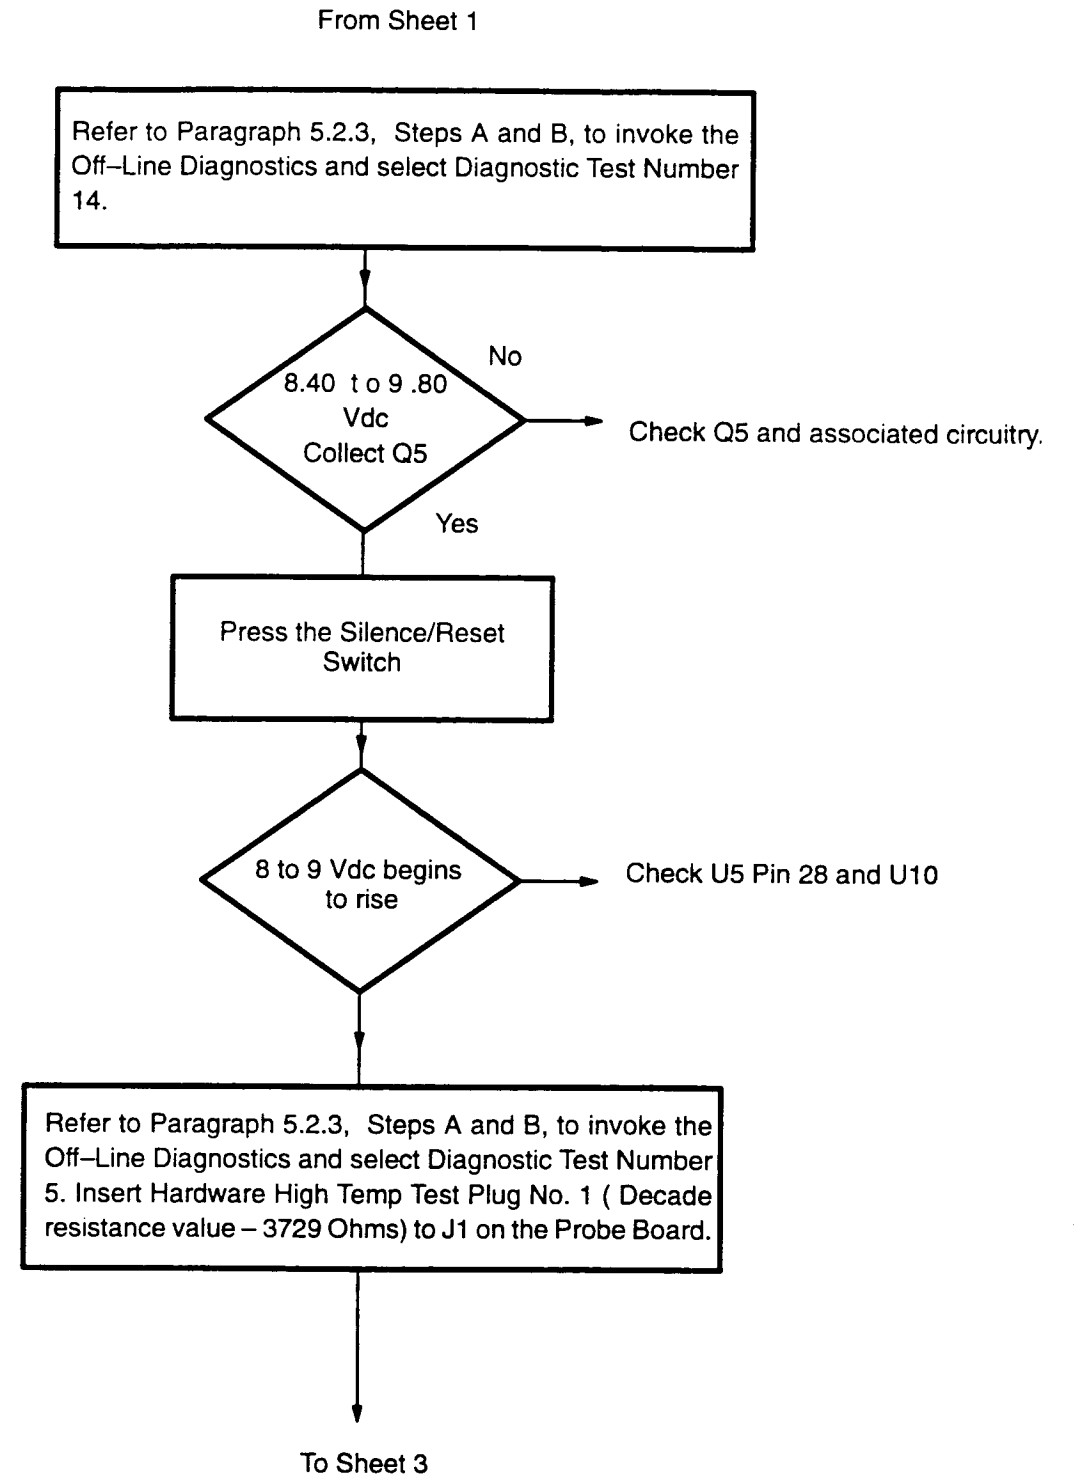 From Sheet 1
Refer to Paragraph 5.2.3, Steps A and B, to invoke the
Off–Line Diagnostics and select Diagnostic Test Number
14.
No
8.40 t o 9 .80
Vdc
Collect Q5
Check Q5 and associated circuitry.
Yes
Press the Silence/Reset
Switch
8 to 9 Vdc begins
to rise
Check U5 Pin 28 and U10
Refer to Paragraph 5.2.3, Steps A and B, to invoke the
Off–Line Diagnostics and select Diagnostic Test Number
5. Insert Hardware High Temp Test Plug No. 1 ( Decade
resistance value – 3729 Ohms) to J1 on the Probe Board.
To Sheet 3